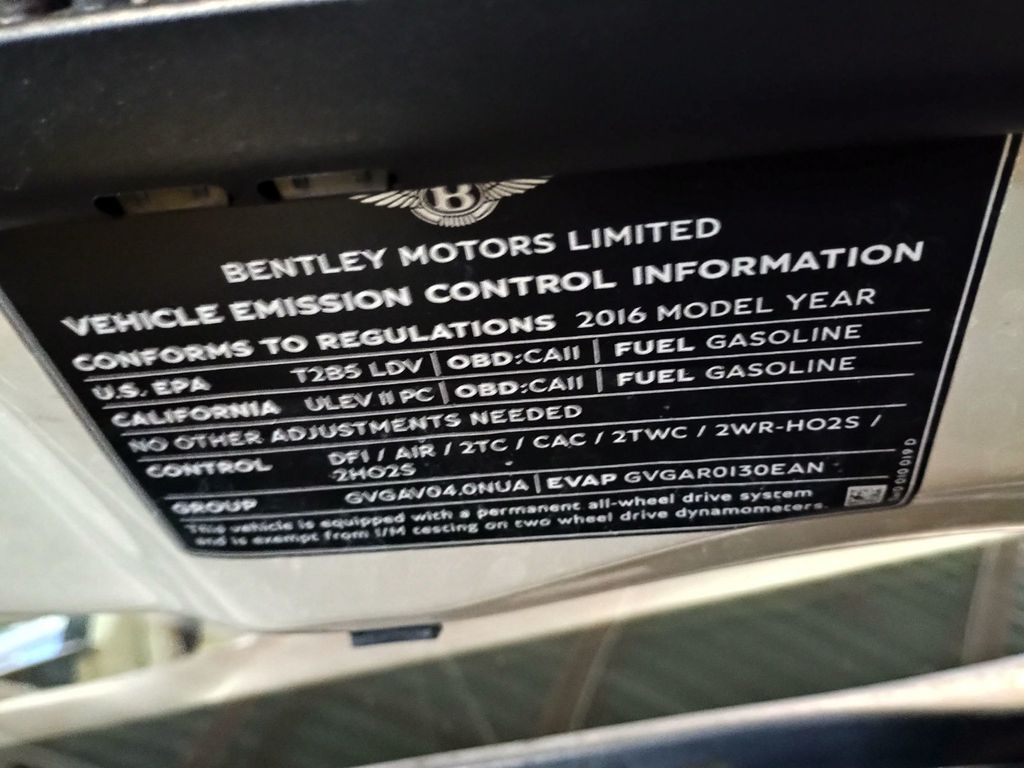 B
BENTLEY MOTORS LIMITED
VEHICLE EMISSION CONTROL INFORMATION
CONFORMS TO REGULATIONS 2016 MODEL YEAR
U.S. EPA T2B5 LDV | OBD:CAII | FUEL GASOLINE
CALIFORNIA ULEV II PC | OBD:CAII | FUEL GASOLINE
NO OTHER ADJUSTMENTS NEEDED
CONTROL DFI / AIR / 2TC / CAC / 2TWC / 2WR-HO2S /
2HO2S
GROUP GVGAV04.0NUA | EVAP GVGAR0130EAN
This vehicle is equipped with a permanent all-wheel drive system
and is exempt from I/M testing on two wheel drive dynamometers.
010 019 D